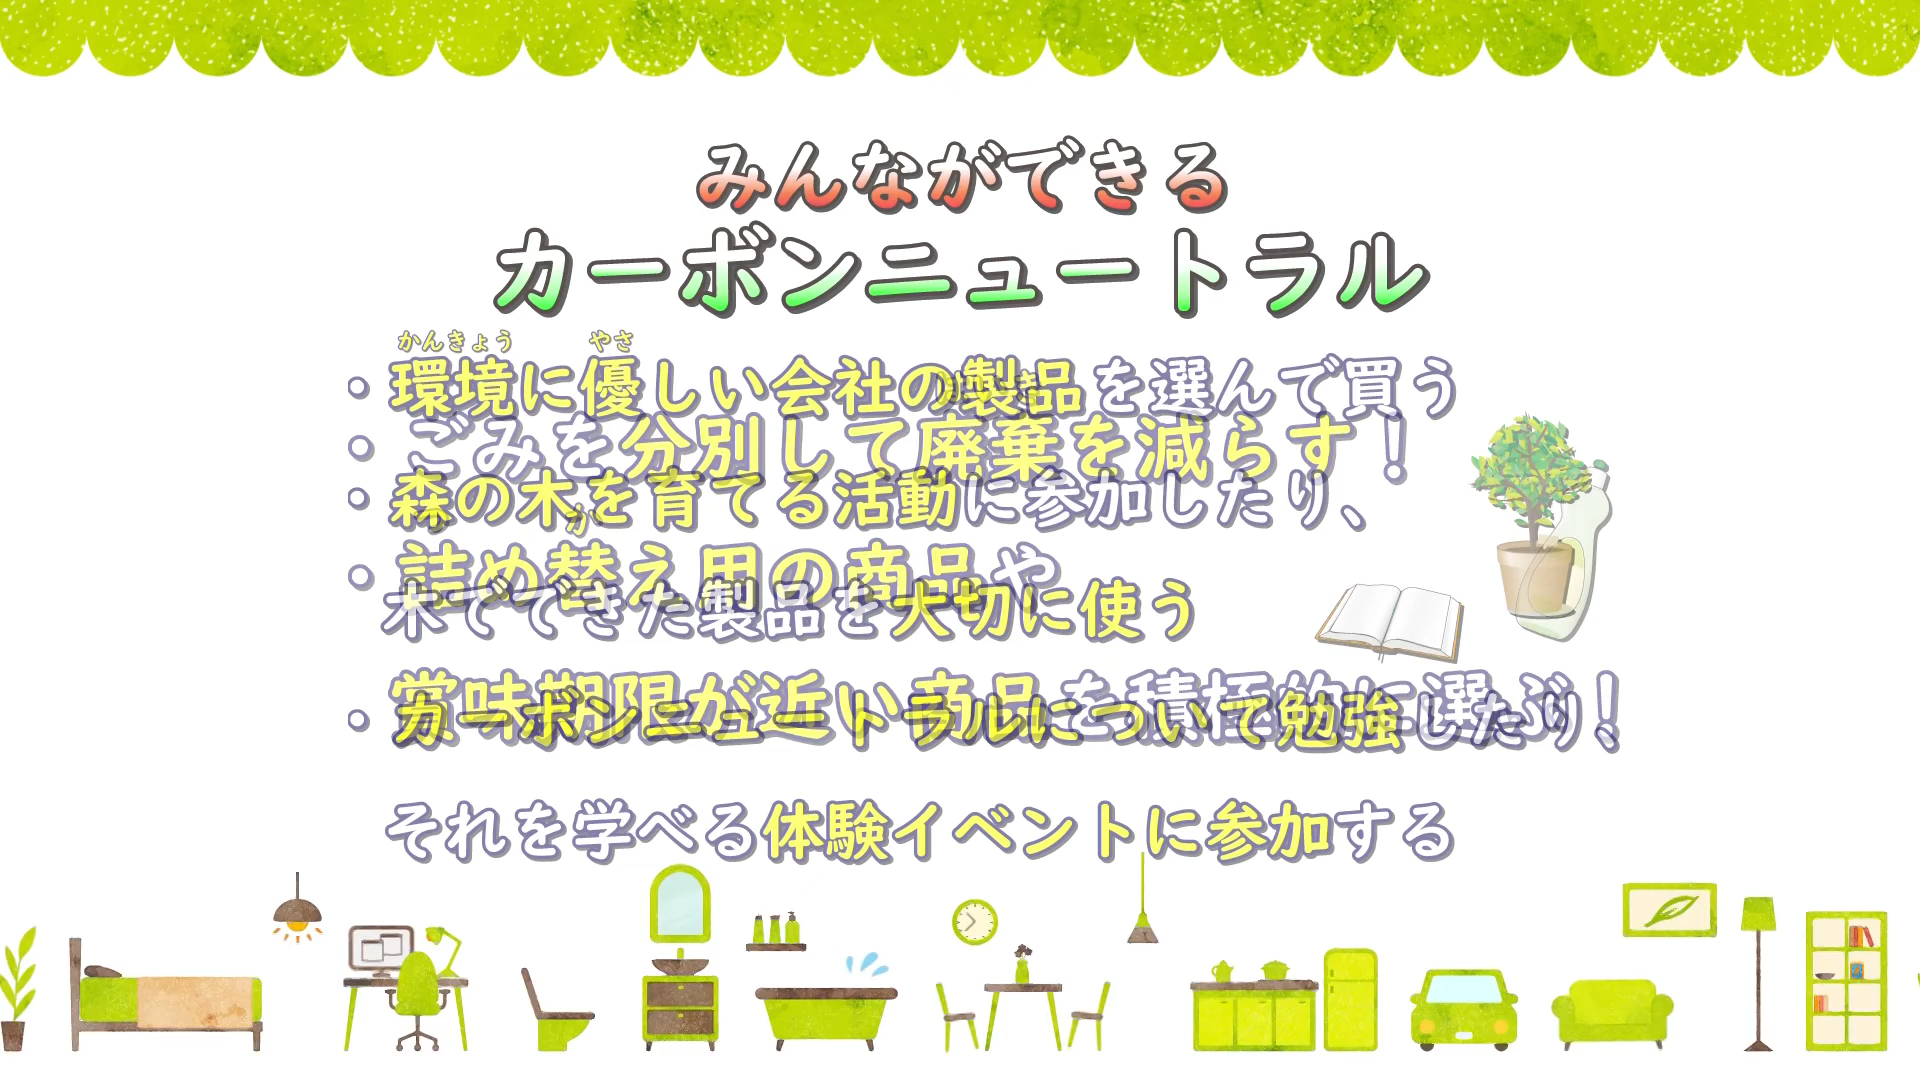 みんなができる
カーボンニュートラル
かんきょう やさ
・環境に優しい会社の製品を選んで買う
・ごみを分別して廃棄を減らす！
・森の木を育てる活動に参加したり、
か
・詰め替え用の商品や
木でできた製品を大切に使う
賞味期限が近い商品を積極的に選ぶ！
・カーボンニュートラルについて勉強したり、
それを学べる体験イベントに参加する